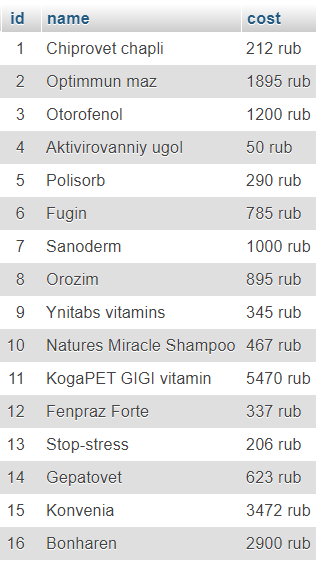 id name cost
1 Chiprovet chapli 212 rub
2 Optimmun maz 1895 rub
3 Otorofenol 1200 rub
4 Aktivirovanniy ugol 50 rub
5 Polisorb 290 rub
6 Fugin 785 rub
7 Sanoderm 1000 rub
8 Orozim 895 rub
9 Ynitabs vitamins 345 rub
10 Natures Miracle Shampoo 467 rub
11 KogaPET GIGI vitamin 5470 rub
12 Fenpraz Forte 337 rub
13 Stop-stress 206 rub
14 Gepatovet 623 rub
15 Konvenia 3472 rub
16 Bonharen 2900 rub